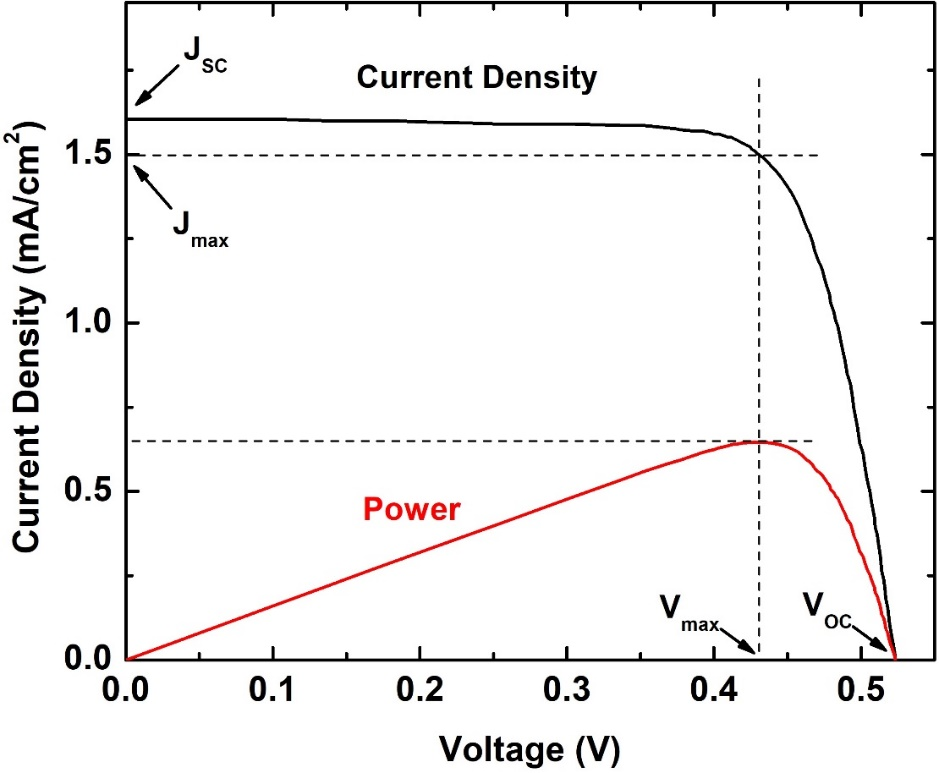 J_SC
Current Density
1.5
J_max
Current Density (mA/cm²)
1.0
0.5
Power
V_max
V_OC
0.0
0.0 0.1 0.2 0.3 0.4 0.5
Voltage (V)